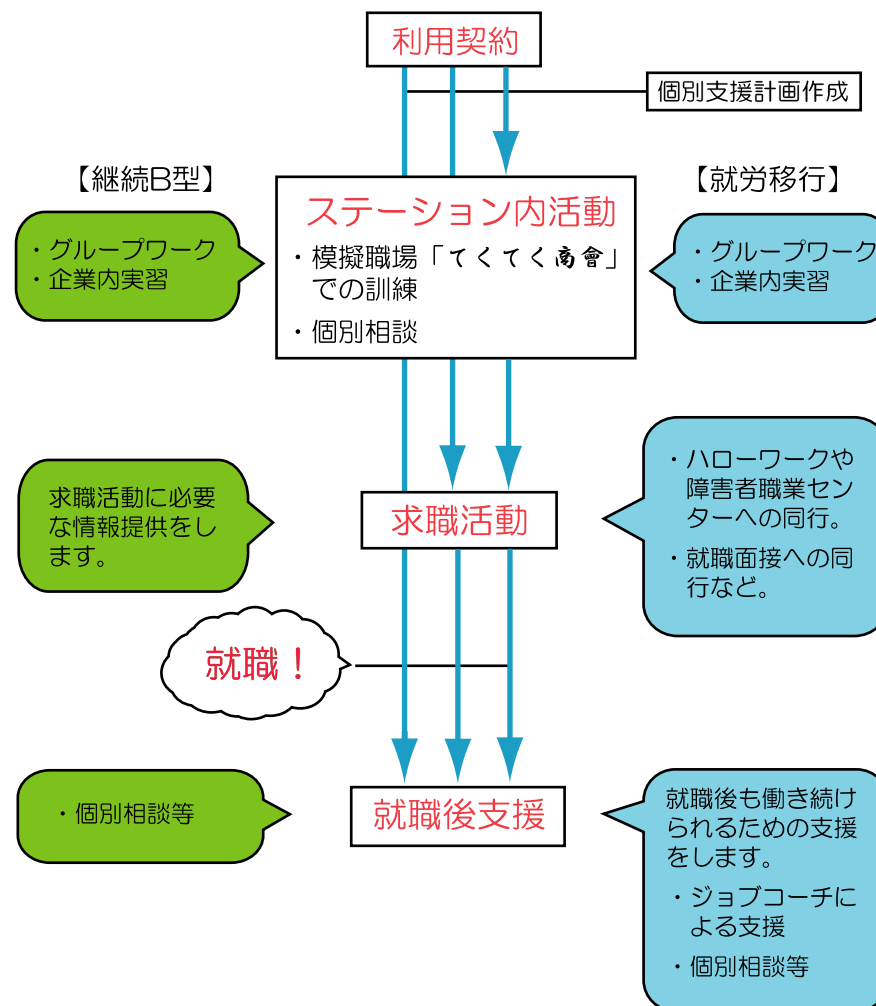 利用契約
個別支援計画作成
【継続B型】
【就労移行】
ステーション内活動
・模擬職場「てくてく商會」
での訓練
・個別相談
・グループワーク
・企業内実習
・グループワーク
・企業内実習
求職活動に必要
な情報提供をし
ます。
求職活動
・ハローワークや
障害者職業セン
ターへの同行。
・就職面接への同
行など。
就職！
・個別相談等
就職後支援
就職後も働き続け
られるための支援
をします。
・ジョブコーチに
よる支援
・個別相談等